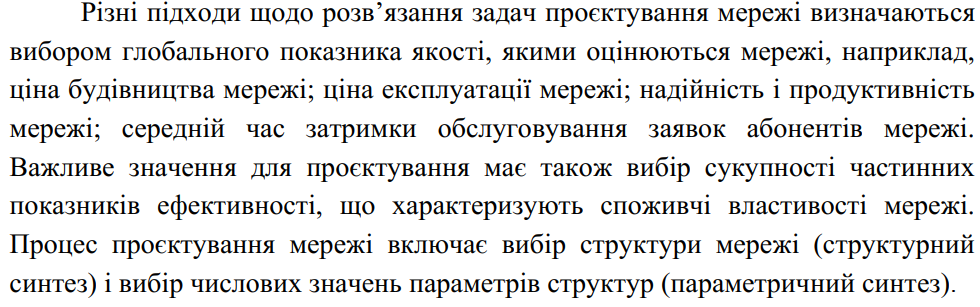 Різні підходи щодо розв’язання задач проєктування мережі визначаються
вибором глобального показника якості, якими оцінюються мережі, наприклад,
ціна будівництва мережі; ціна експлуатації мережі; надійність і продуктивність
мережі; середній час затримки обслуговування заявок абонентів мережі.
Важливе значення для проєктування має також вибір сукупності частинних
показників ефективності, що характеризують споживчі властивості мережі.
Процес проєктування мережі включає вибір структури мережі (структурний
синтез) і вибір числових значень параметрів структур (параметричний синтез).